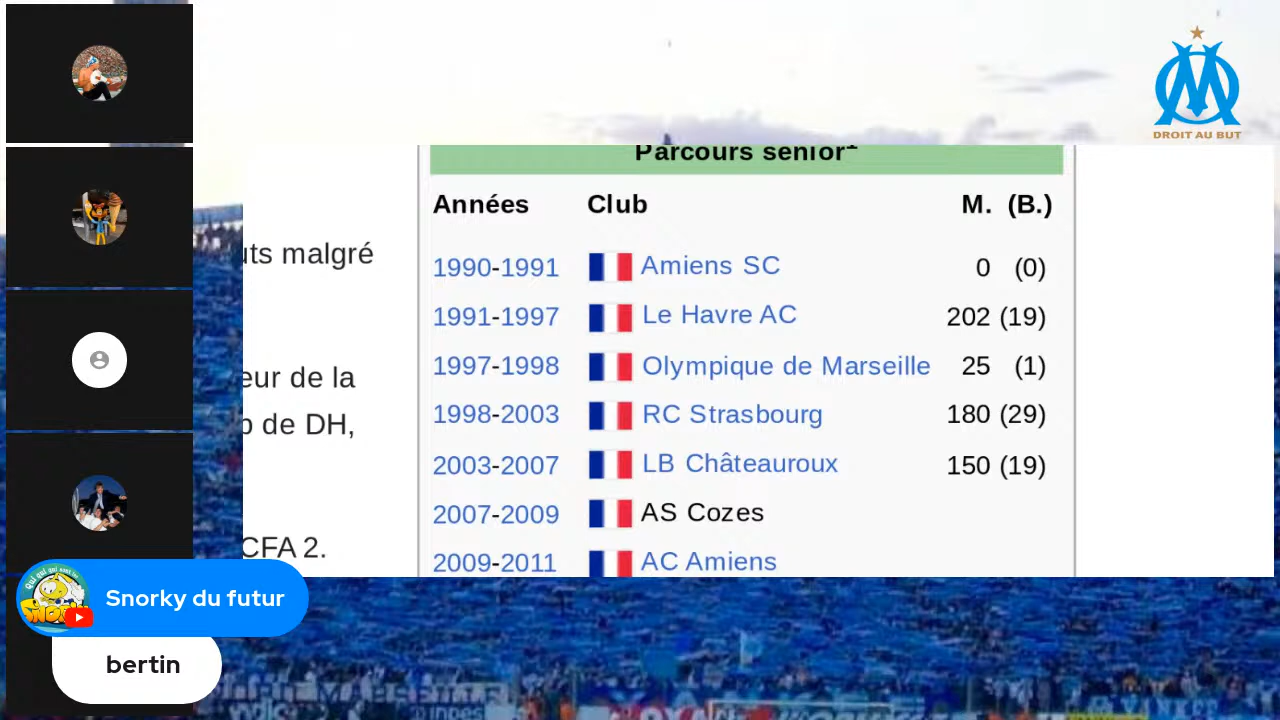 DROIT AU BUT
Parcours senior¹
Années Club M. (B.)
1990-1991 Amiens SC 0 (0)
1991-1997 Le Havre AC 202 (19)
1997-1998 Olympique de Marseille 25 (1)
1998-2003 RC Strasbourg 180 (29)
2003-2007 LB Châteauroux 150 (19)
2007-2009 AS Cozes
2009-2011 AC Amiens
uts malgré
eur de la
de DH,
CFA 2.
Snorky du futur
bertin